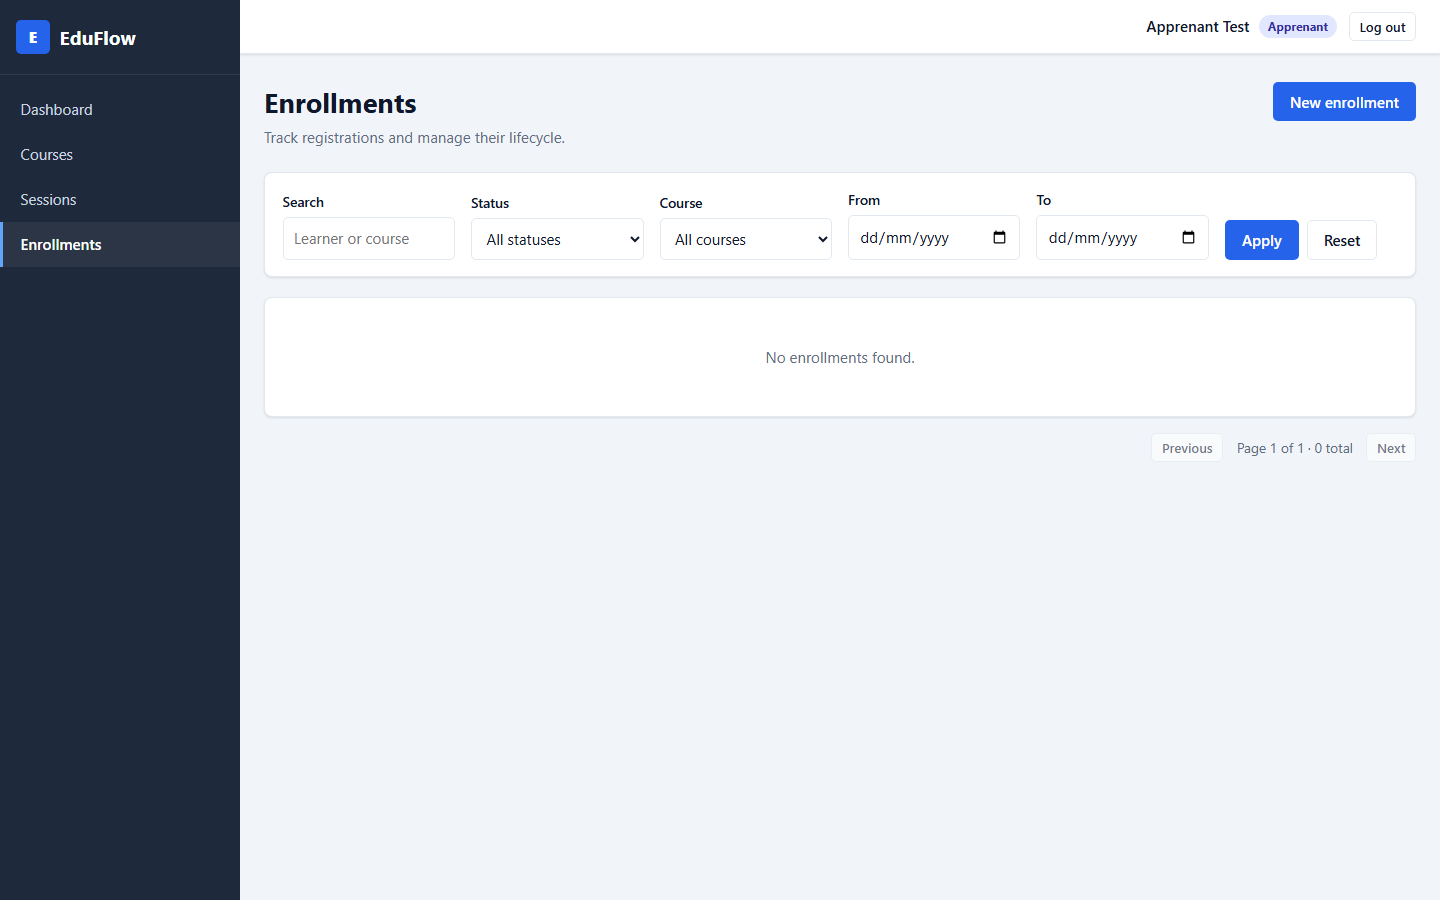 E EduFlow
Apprenant Test Apprenant Log out
Dashboard
Courses
Sessions
Enrollments
Enrollments
New enrollment
Track registrations and manage their lifecycle.
Search Status Course From To
Learner or course All statuses All courses dd/mm/yyyy dd/mm/yyyy Apply Reset
No enrollments found.
Previous Page 1 of 1 · 0 total Next